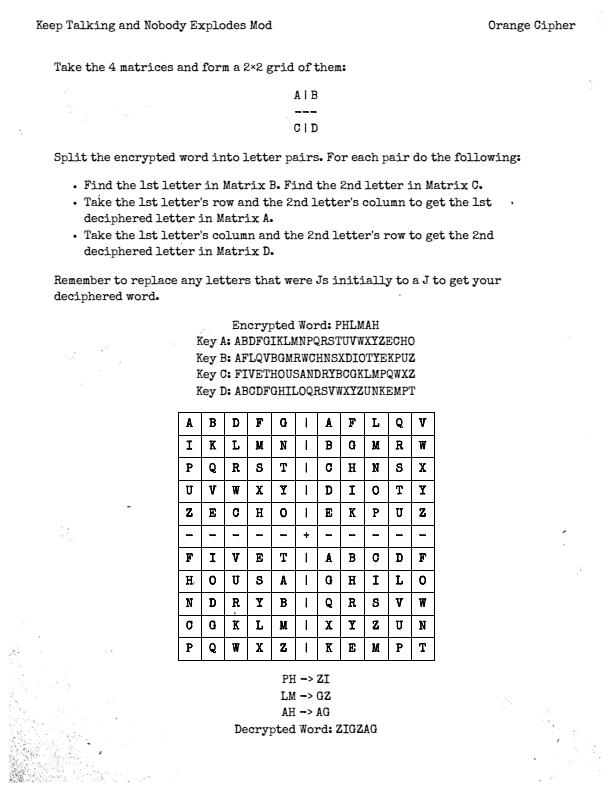 Keep Talking and Nobody Explodes Mod Orange Cipher
Take the 4 matrices and form a 2×2 grid of them:
A|B
---
C|D
Split the encrypted word into letter pairs. For each pair do the following:
• Find the 1st letter in Matrix B. Find the 2nd letter in Matrix C.
• Take the 1st letter's row and the 2nd letter's column to get the 1st
deciphered letter in Matrix A.
• Take the 1st letter's column and the 2nd letter's row to get the 2nd
deciphered letter in Matrix D.
Remember to replace any letters that were Js initially to a J to get your
deciphered word.
Encrypted Word: PHLMAH
Key A: ABDFGIKLMNPQRSTUVWXYZECHO
Key B: AFLQVBGMRWCHNSXDIOTYEKPUZ
Key C: FIVETHOUSANDRYBCGKLMPQWXZ
Key D: ABCDFGHILOQRSVWXYZUNKEMPT
A B D F G | A F L Q V
I K L M N | B G M R W
P Q R S T | C H N S X
U V W X Y | D I O T Y
Z E C H O | E K P U Z
- - - - - + - - - - -
F I V E T | A B C D F
H O U S A | G H I L O
N D R Y B | Q R S V W
C G K L M | X Y Z U N
P Q W X Z | K E M P T
PH -> ZI
LM -> GZ
AH -> AG
Decrypted Word: ZIGZAG